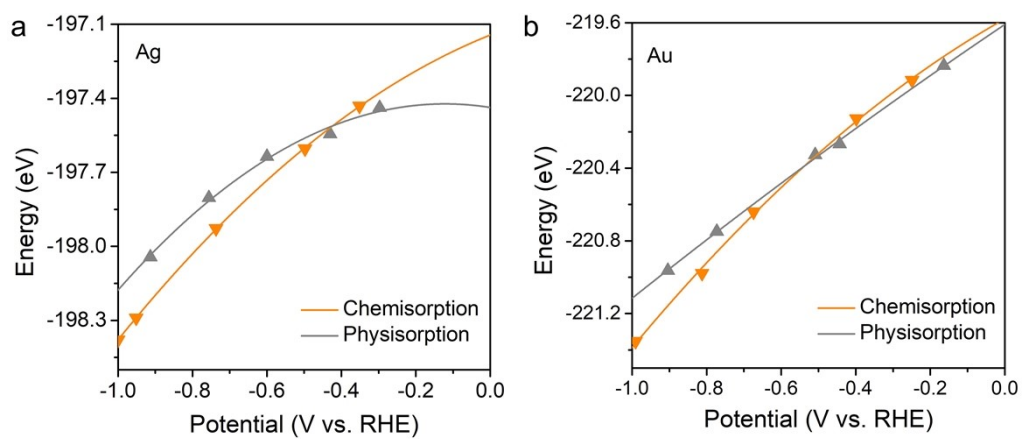 a
Ag
-197.1
-197.4
-197.7
-198.0
-198.3
Energy (eV)
Chemisorption
Physisorption
-1.0 -0.8 -0.6 -0.4 -0.2 0.0
Potential (V vs. RHE)
b
Au
-219.6
-220.0
-220.4
-220.8
-221.2
Energy (eV)
Chemisorption
Physisorption
-1.0 -0.8 -0.6 -0.4 -0.2 0.0
Potential (V vs. RHE)